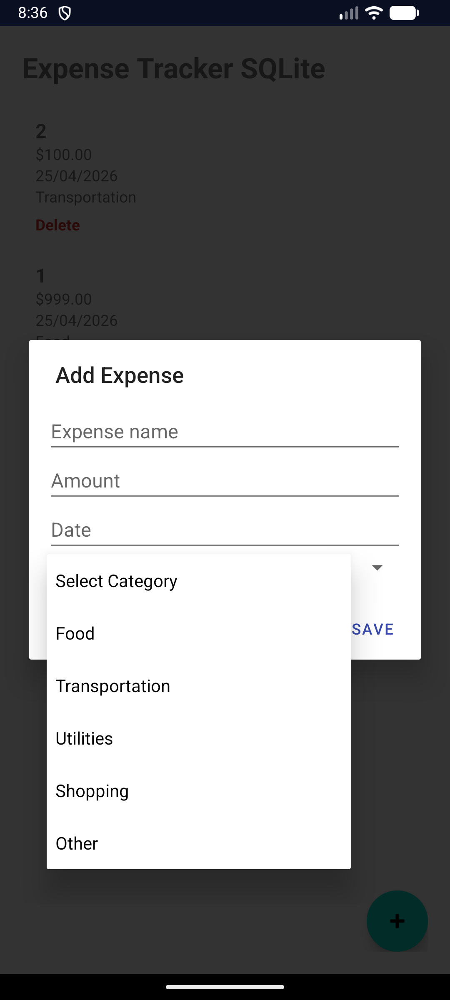 8:36
Expense Tracker SQLite
2
$100.00
25/04/2026
Transportation
Delete
1
$999.00
25/04/2026
Food
Add Expense
Expense name
Amount
Date
Select Category
Food
Transportation
Utilities
Shopping
Other
SAVE
+